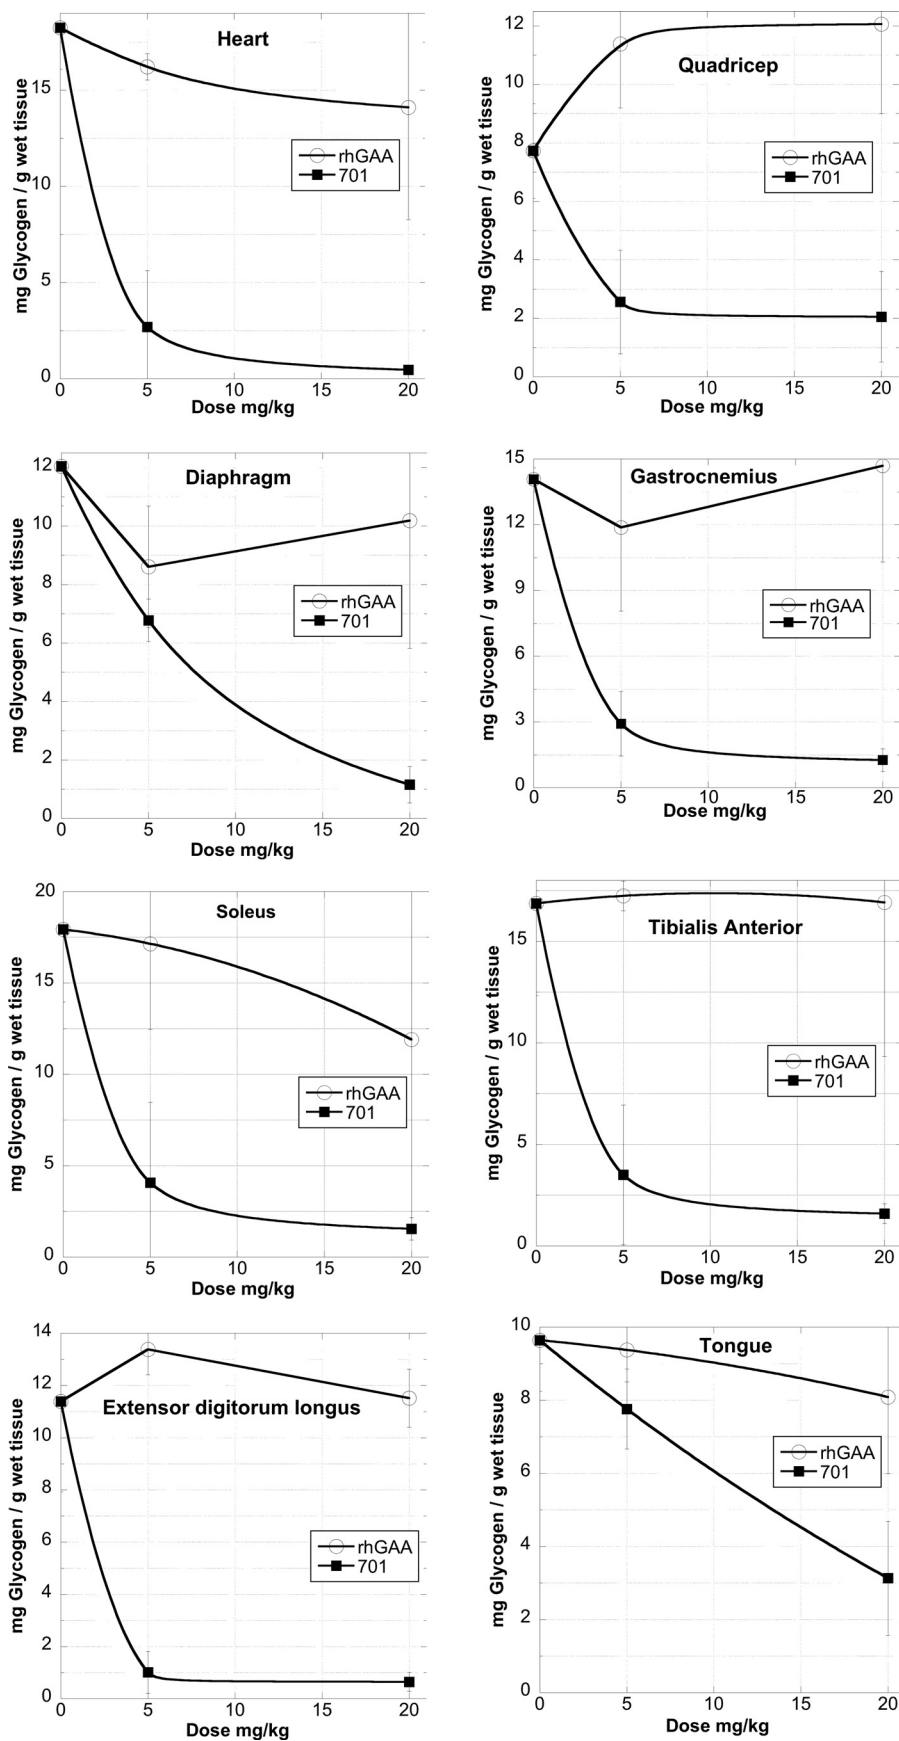 Heart
mg Glycogen / g wet tissue
15
15
5
0
rhGAA
701
0 5 10 15 20
Dose mg/kg
Quadricep
mg Glycogen / g wet tissue
12
10
8
6
4
2
0
rhGAA
701
0 5 10 15 20
Dose mg/kg
Diaphragm
mg Glycogen / g wet tissue
12
10
8
6
4
2
0
rhGAA
701
0 5 10 15 20
Dose mg/kg
Gastrocnemius
mg Glycogen / g wet tissue
15
12
9
6
3
0
rhGAA
701
0 5 10 15 20
Dose mg/kg
Soleus
mg Glycogen / g wet tissue
20
15
10
5
0
rhGAA
701
0 5 10 15 20
Dose mg/kg
Tibialis Anterior
mg Glycogen / g wet tissue
15
10
5
0
rhGAA
701
0 5 10 15 20
Dose mg/kg
Extensor digitorum longus
mg Glycogen / g wet tissue
14
12
10
8
6
4
2
0
rhGAA
701
0 5 10 15 20
Dose mg/kg
Tongue
mg Glycogen / g wet tissue
10
8
6
4
2
0
rhGAA
701
0 5 10 15 20
Dose mg/kg